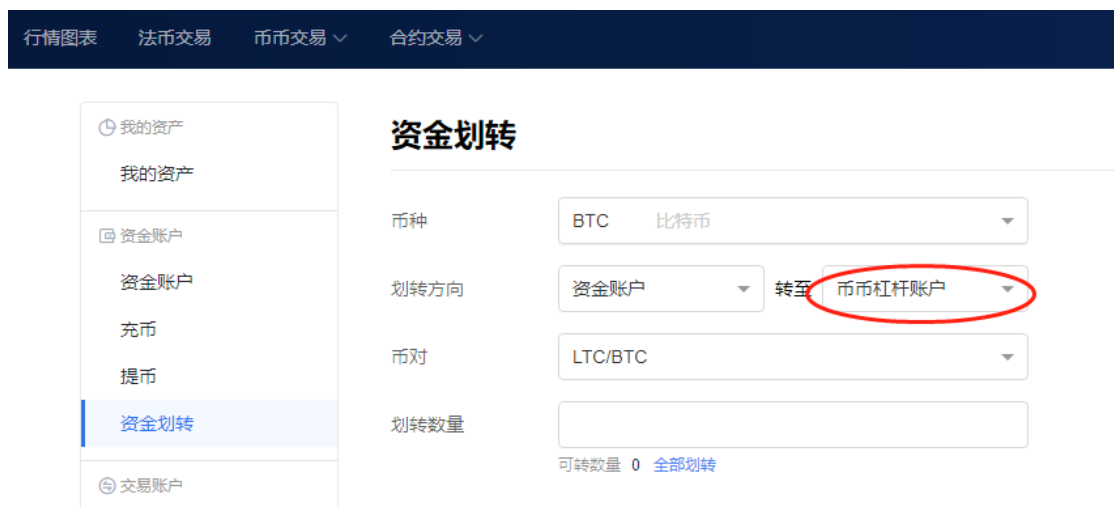 行情图表 法币交易 币币交易 合约交易
我的资产
我的资产
资金账户
资金账户
充币
提币
资金划转
交易账户
资金划转
币种 BTC 比特币
划转方向 资金账户 转至 币币杠杆账户
币对 LTC/BTC
划转数量
可转数量 0 全部划转